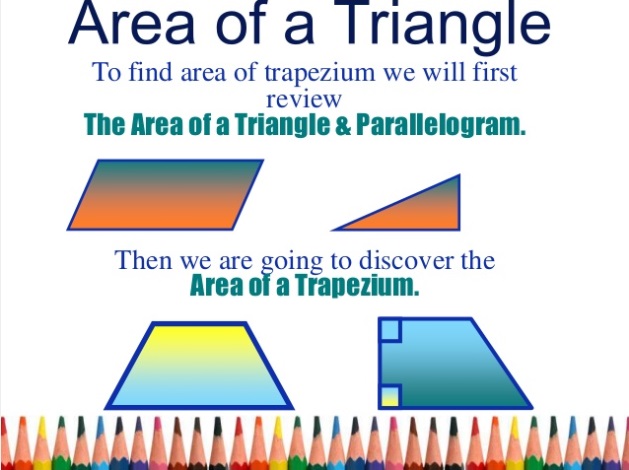 Area of a Triangle
To find area of trapezium we will first
review
The Area of a Triangle & Parallelogram.
Then we are going to discover the
Area of a Trapezium.